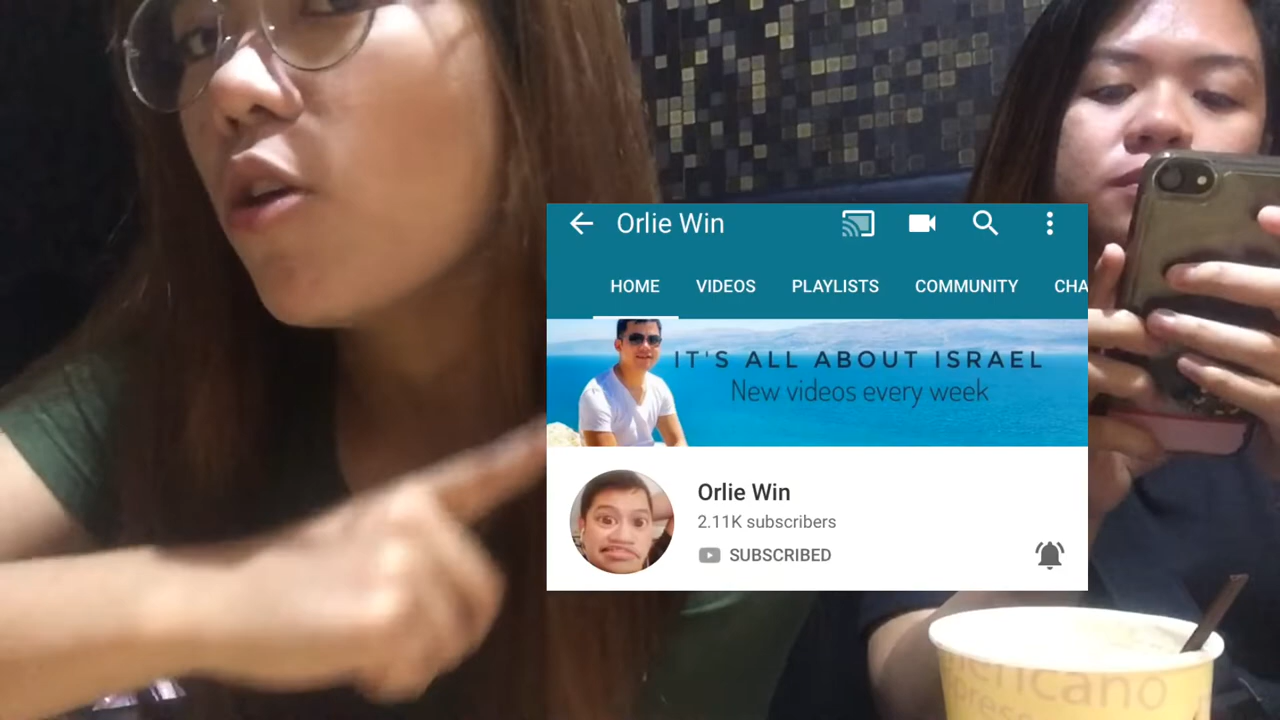 Orlie Win
HOME VIDEOS PLAYLISTS COMMUNITY CHA
IT'S ALL ABOUT ISRAEL
New videos every week
Orlie Win
2.11K subscribers
SUBSCRIBED
ericano